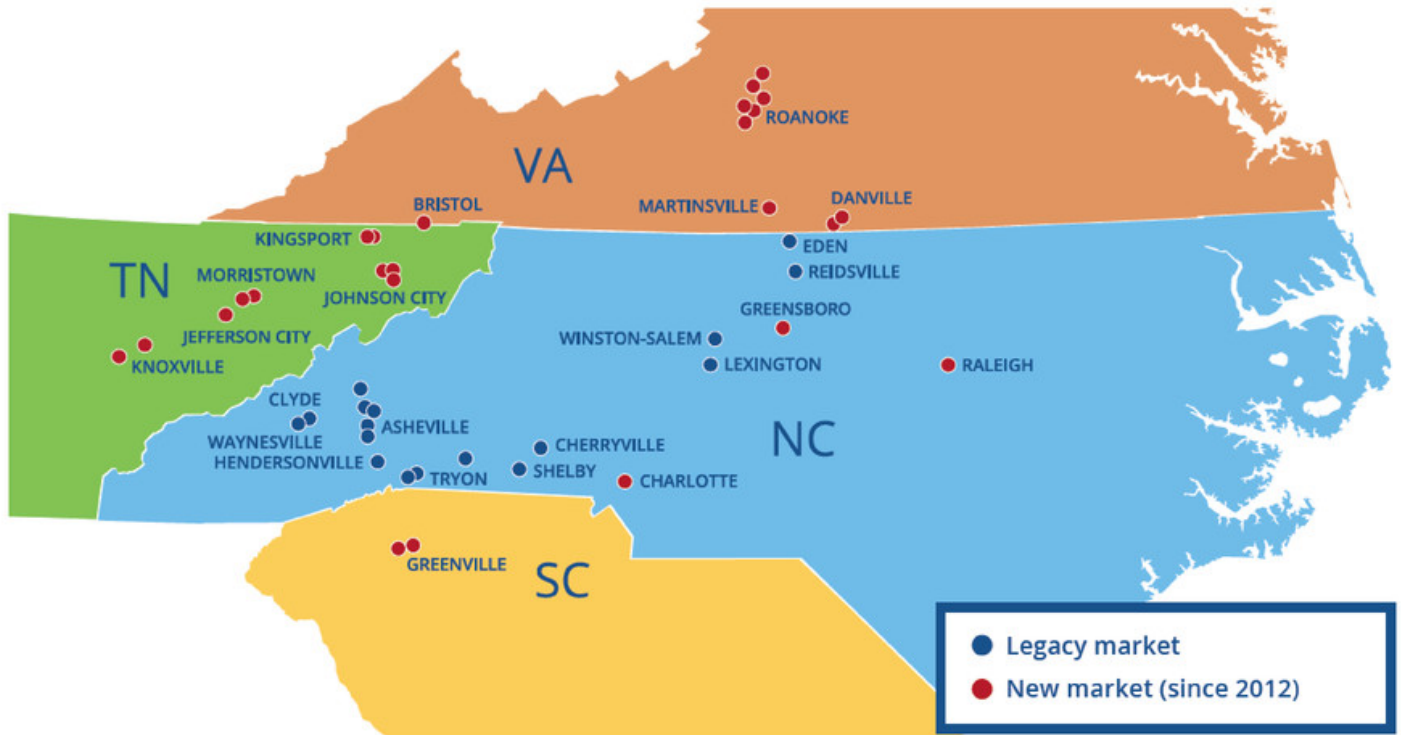 ROANOKE
VA
BRISTOL
MARTINSVILLE
DANVILLE
KINGSPORT
EDEN
TN
MORRISTOWN
REIDSVILLE
JOHNSON CITY
GREENSBORO
JEFFERSON CITY
WINSTON-SALEM
KNOXVILLE
LEXINGTON
RALEIGH
CLYDE
ASHEVILLE
WAYNESVILLE
NC
CHERRYVILLE
HENDERSONVILLE
SHELBY
TRYON
CHARLOTTE
GREENVILLE
SC
Legacy market
New market (since 2012)